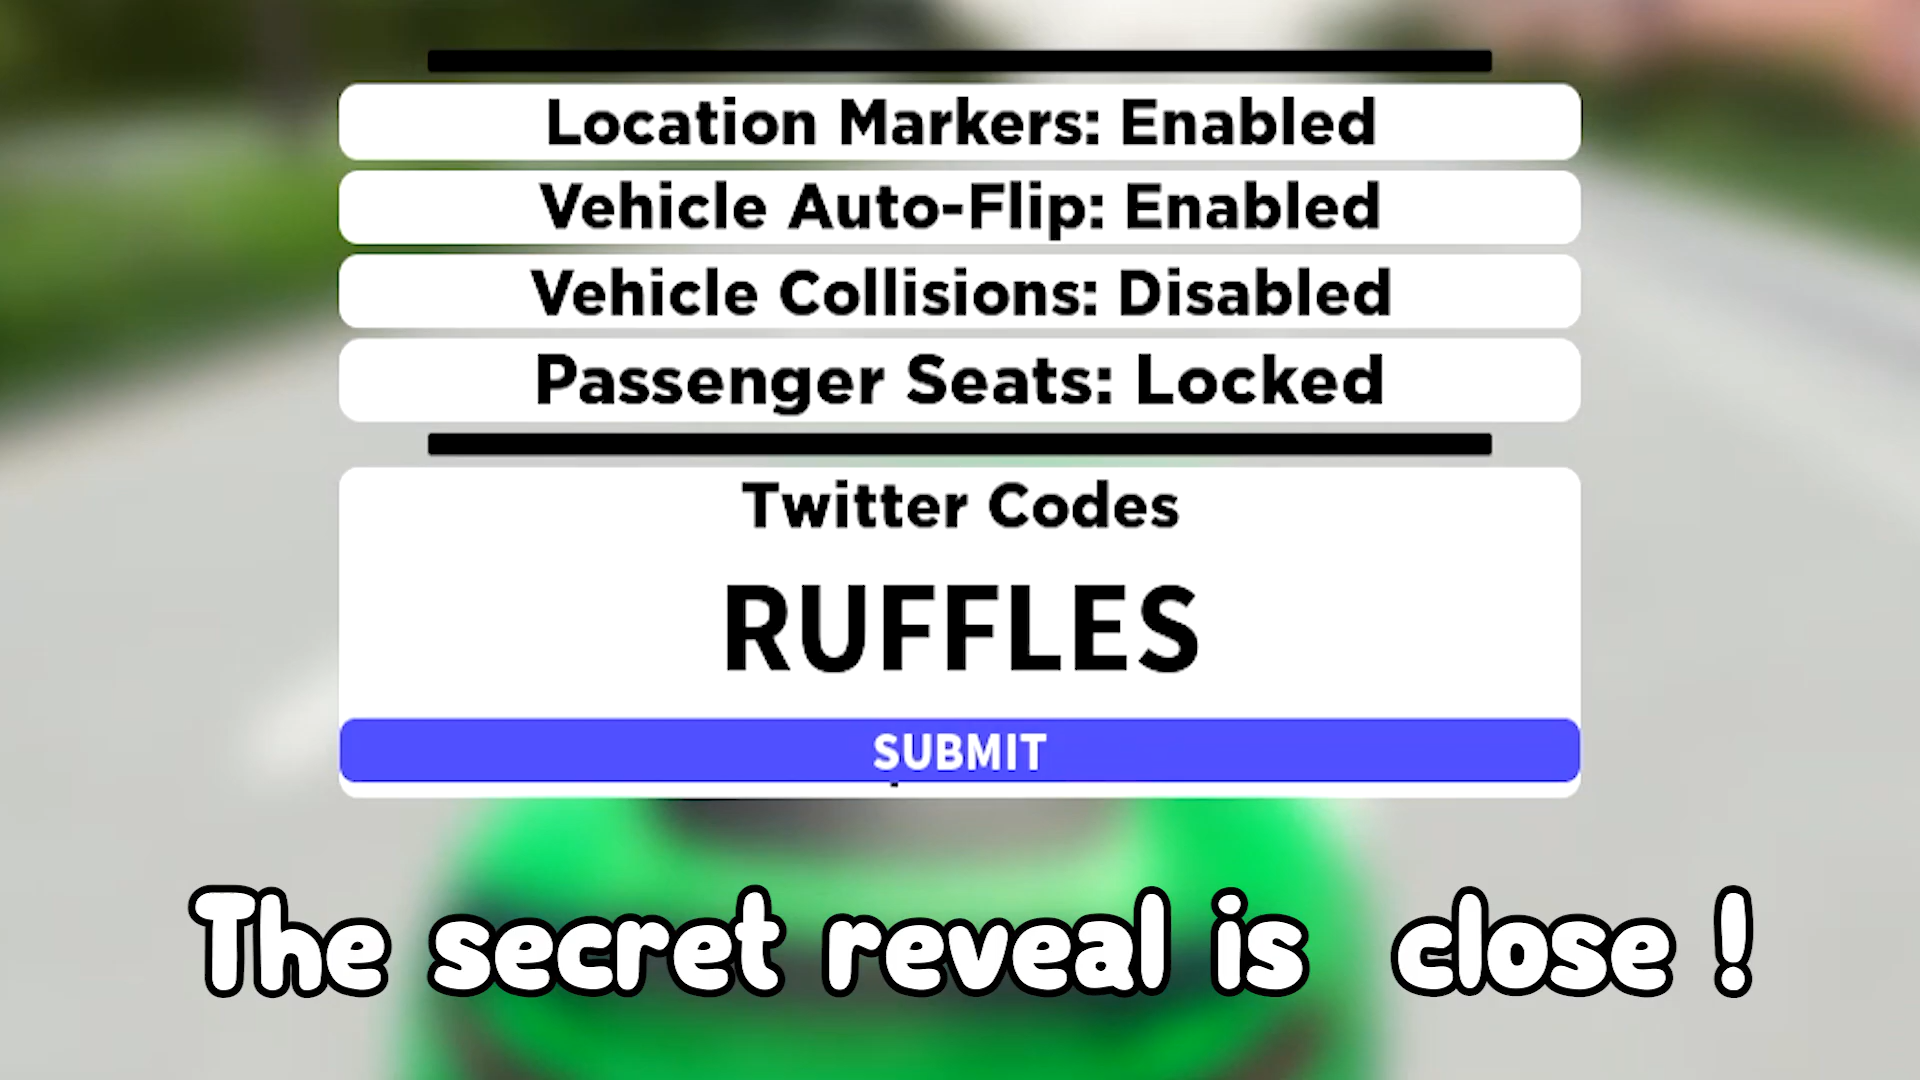 Location Markers: Enabled
Vehicle Auto-Flip: Enabled
Vehicle Collisions: Disabled
Passenger Seats: Locked
Twitter Codes
RUFFLES
SUBMIT
The secret reveal is close !